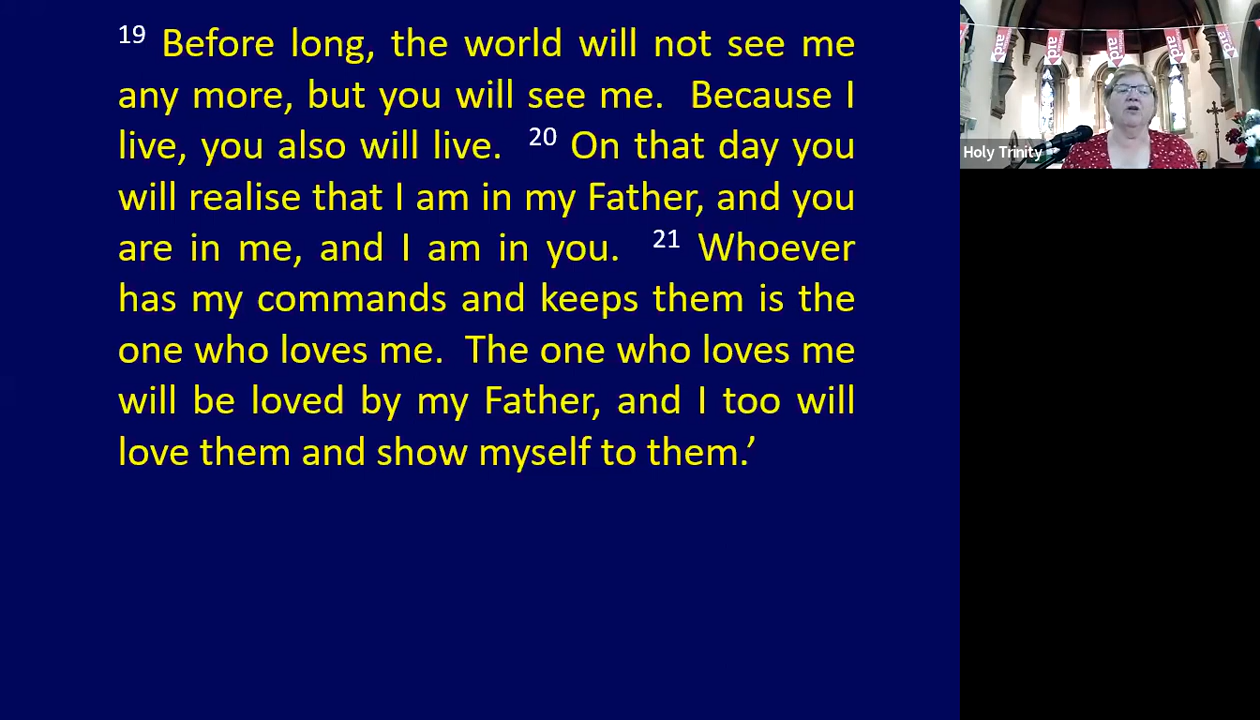 19 Before long, the world will not see me
any more, but you will see me. Because I
live, you also will live. 20 On that day you
will realise that I am in my Father, and you
are in me, and I am in you. 21 Whoever
has my commands and keeps them is the
one who loves me. The one who loves me
will be loved by my Father, and I too will
love them and show myself to them.’
aid
aid
aid
aid
Holy Trinity